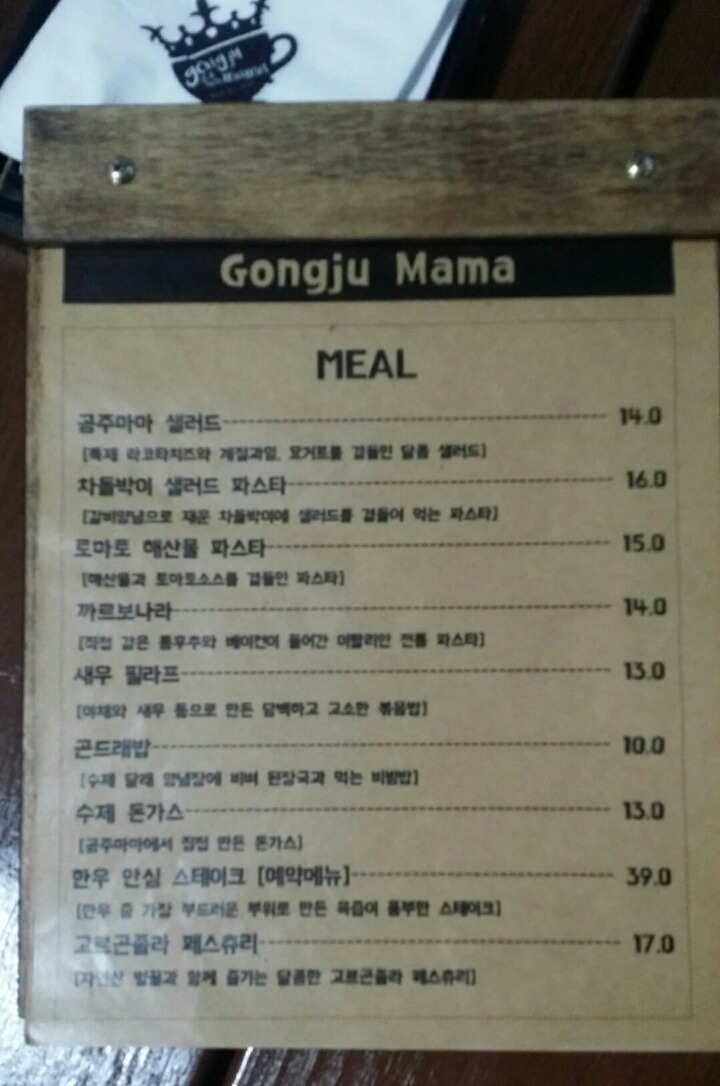 gongju
Gongju Mama
MEAL
공주마마 샐러드 14.0
[특제 리코타치즈와 계절과일, 요거트를 곁들인 달콤 샐러드]
차돌박이 샐러드 파스타 16.0
[갈비양념으로 재운 차돌박이에 샐러드를 곁들여 먹는 파스타]
토마토 해산물 파스타 15.0
[해산물과 토마토소스를 곁들인 파스타]
까르보나라 14.0
[직접 갈은 통후추와 베이컨이 들어간 이탈리안 전통 파스타]
새우 필라프 13.0
[야채와 새우 등으로 만든 담백하고 고소한 볶음밥]
곤드래밥 10.0
[수제 달래 양념장에 비벼 된장국과 먹는 비빔밥]
수제 돈가스 13.0
[공주마마에서 직접 만든 돈가스]
한우 안심 스테이크 [예약메뉴] 39.0
[한우 중 가장 부드러운 부위로 만든 육즙이 풍부한 스테이크]
고르곤졸라 페스츄리 17.0
[자연산 벌꿀과 함께 즐기는 달콤한 고르곤졸라 페스츄리]